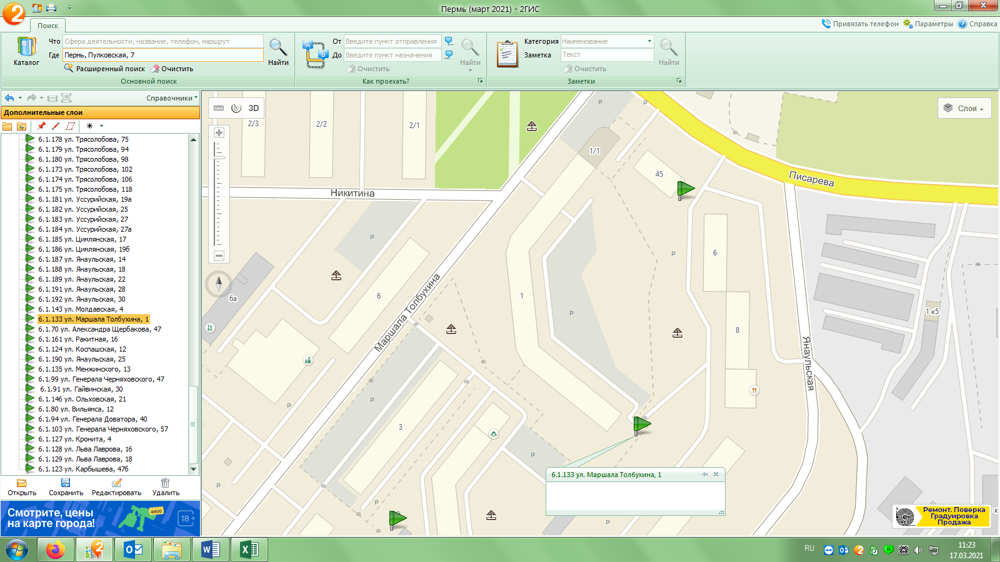 Пермь (март 2021) - 2ГИС
Поиск
Привязать телефон
Параметры
Справка
Каталог
Что
Сфера деятельности, название, телефон, маршрут
Где
Пермь, Пулковская, 7
Расширенный поиск
Очистить
Найти
Основной поиск
От
Введите пункт отправления
До
Введите пункт назначения
Очистить
Найти
Как проехать?
Категория
Наименование
Заметка
Текст
Очистить
Найти
Заметки
Справочники
Дополнительные слои
6.1.178 ул. Трясолобова, 75
6.1.179 ул. Трясолобова, 94
6.1.180 ул. Трясолобова, 98
6.1.173 ул. Трясолобова, 102
6.1.174 ул. Трясолобова, 106
6.1.175 ул. Трясолобова, 118
6.1.181 ул. Уссурийская, 19а
6.1.182 ул. Уссурийская, 25
6.1.183 ул. Уссурийская, 27
6.1.184 ул. Уссурийская, 27а
6.1.185 ул. Цимлянская, 17
6.1.186 ул. Цимлянская, 19б
6.1.187 ул. Янаульская, 14
6.1.188 ул. Янаульская, 18
6.1.189 ул. Янаульская, 22
6.1.191 ул. Янаульская, 28
6.1.192 ул. Янаульская, 30
6.1.143 ул. Молдавская, 4
6.1.133 ул. Маршала Толбухина, 1
6.1.70 ул. Александра Щербакова, 47
6.1.161 ул. Ракитная, 16
6.1.124 ул. Коспашская, 12
6.1.190 ул. Янаульская, 25
6.1.135 ул. Менжинского, 13
6.1.99 ул. Генерала Черняховского, 47
6.1.91 ул. Гайвинская, 30
6.1.146 ул. Ольховская, 21
6.1.80 ул. Вильямса, 12
6.1.94 ул. Генерала Доватора, 40
6.1.103 ул. Генерала Черняховского, 57
6.1.127 ул. Кронита, 4
6.1.128 ул. Льва Лаврова, 16
6.1.129 ул. Льва Лаврова, 18
6.1.123 ул. Карбышева, 47б
Открыть
Сохранить
Редактировать
Удалить
Смотрите, цены
на карте города!
4900
18+
3D
Слои
2/3
2/2
2/1
1/1
45
Никитина
Писарева
6
6а
1
6
8
1 к5
Маршала Толбухина
Янаульская
3
P
P
P
P
P
P
P
P
P
P
P
P
6.1.133 ул. Маршала Толбухина, 1
Ремонт. Поверка
Градуировка
Продажа
RU
11:23
17.03.2021